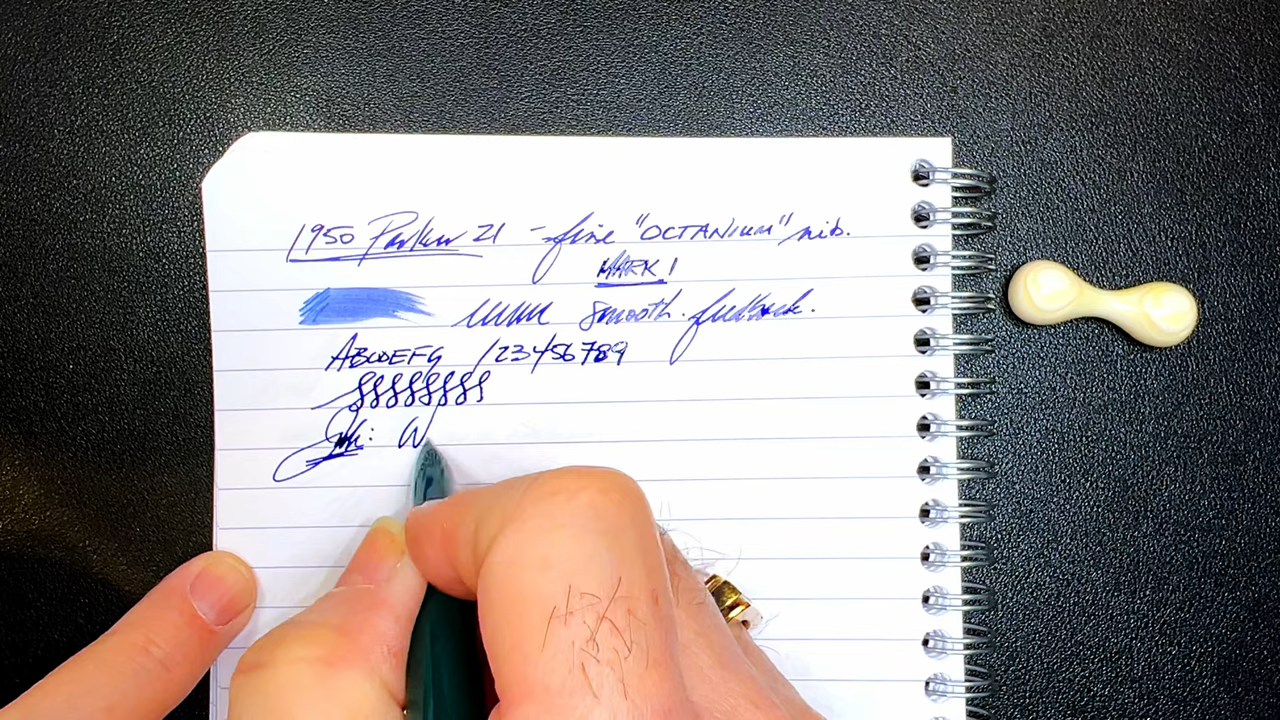 1950 Parker 21 - fine "OCTANIUM" nib.
MARK I
smooth. feedback.
ABCDEFG 123456789
Ink: W